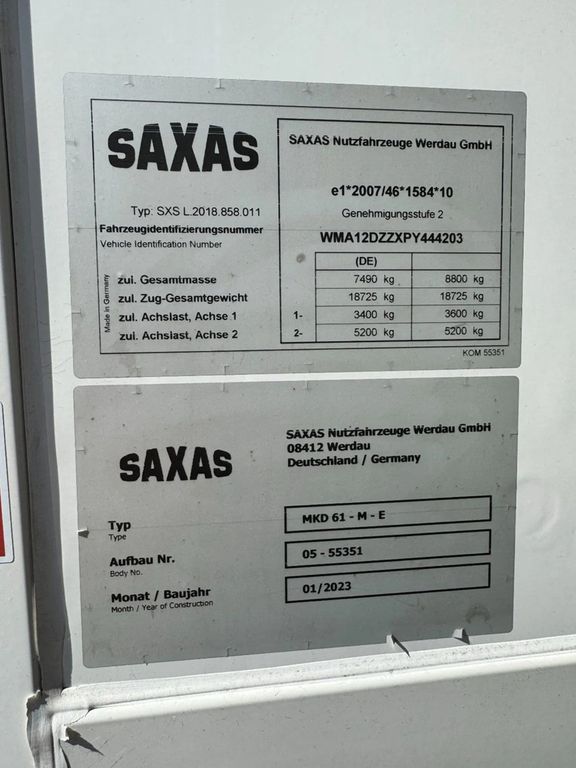 SAXAS
SAXAS Nutzfahrzeuge Werdau GmbH
e1*2007/46*1584*10
Typ: SXS L.2018.858.011
Genehmigungsstufe 2
Fahrzeugidentifizierungsnummer
Vehicle Identification Number
WMA12DZZXPY444203
(DE)
zul. Gesamtmasse 7490 kg 8800 kg
zul. Zug-Gesamtgewicht 18725 kg 18725 kg
zul. Achslast, Achse 1 1- 3400 kg 3600 kg
zul. Achslast, Achse 2 2- 5200 kg 5200 kg
Made in Germany
KOM 55351
SAXAS
SAXAS Nutzfahrzeuge Werdau GmbH
08412 Werdau
Deutschland / Germany
Typ MKD 61 - M - E
Type
Aufbau Nr. 05 - 55351
Body No.
Monat / Baujahr 01/2023
Month / Year of Construction